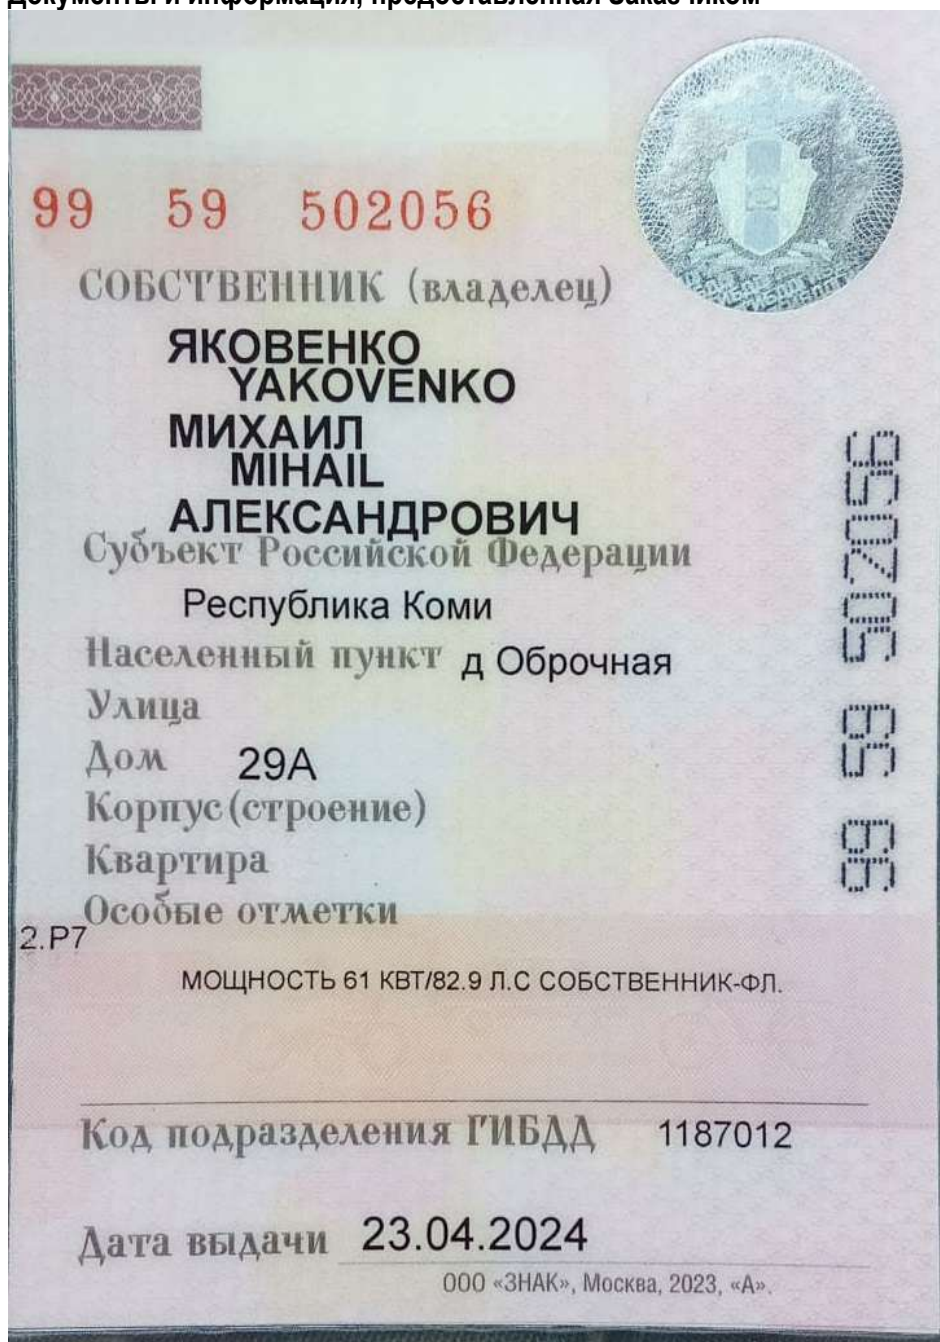 Документы и информация, предоставленная Заказчиком
99 59 502056
СОБСТВЕННИК (владелец)
ЯКОВЕНКО
YAKOVENKO
МИХАИЛ
MIHAIL
АЛЕКСАНДРОВИЧ
Субъект Российской Федерации
Республика Коми
Населенный пункт д Оброчная
Улица
Дом 29А
Корпус(строение)
Квартира
Особые отметки
2.Р7
МОЩНОСТЬ 61 КВТ/82.9 Л.С СОБСТВЕННИК-ФЛ.
Код подразделения ГИБДД 1187012
Дата выдачи 23.04.2024
ООО «ЗНАК», Москва, 2023, «А».
99 59 502056